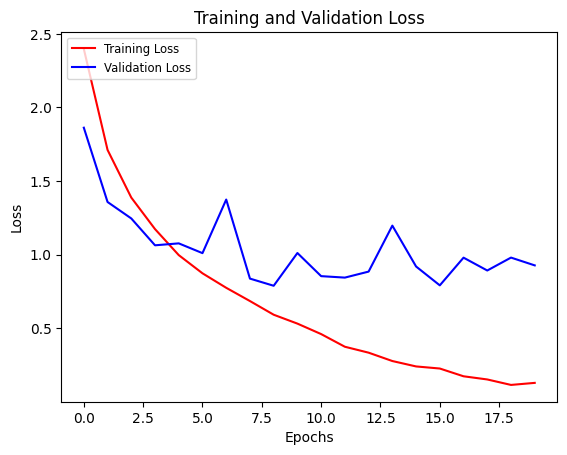 Training and Validation Loss
Training Loss
Validation Loss
Loss
2.5
2.0
1.5
1.0
0.5
0.0 2.5 5.0 7.5 10.0 12.5 15.0 17.5
Epochs